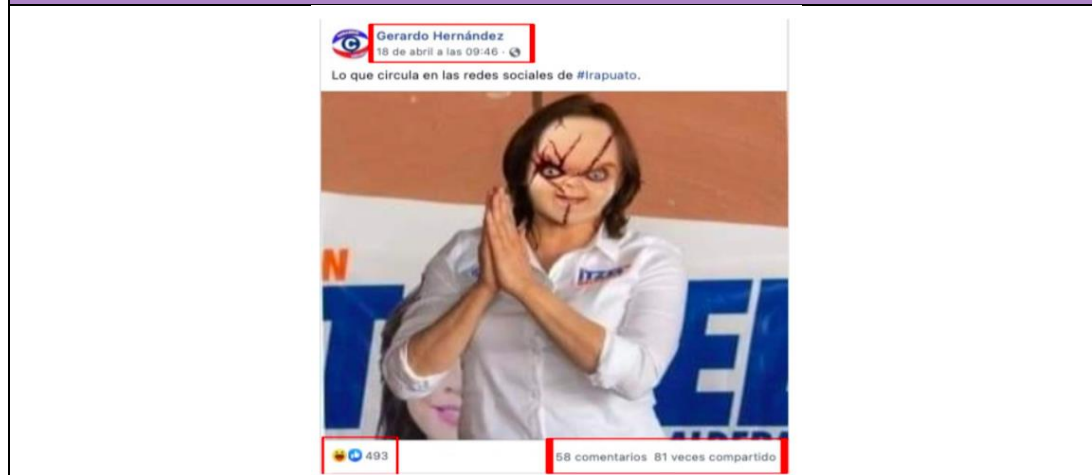 Gerardo Hernández
18 de abril a las 09:46 ·
Lo que circula en las redes sociales de #Irapuato.
N
493
58 comentarios 81 veces compartido